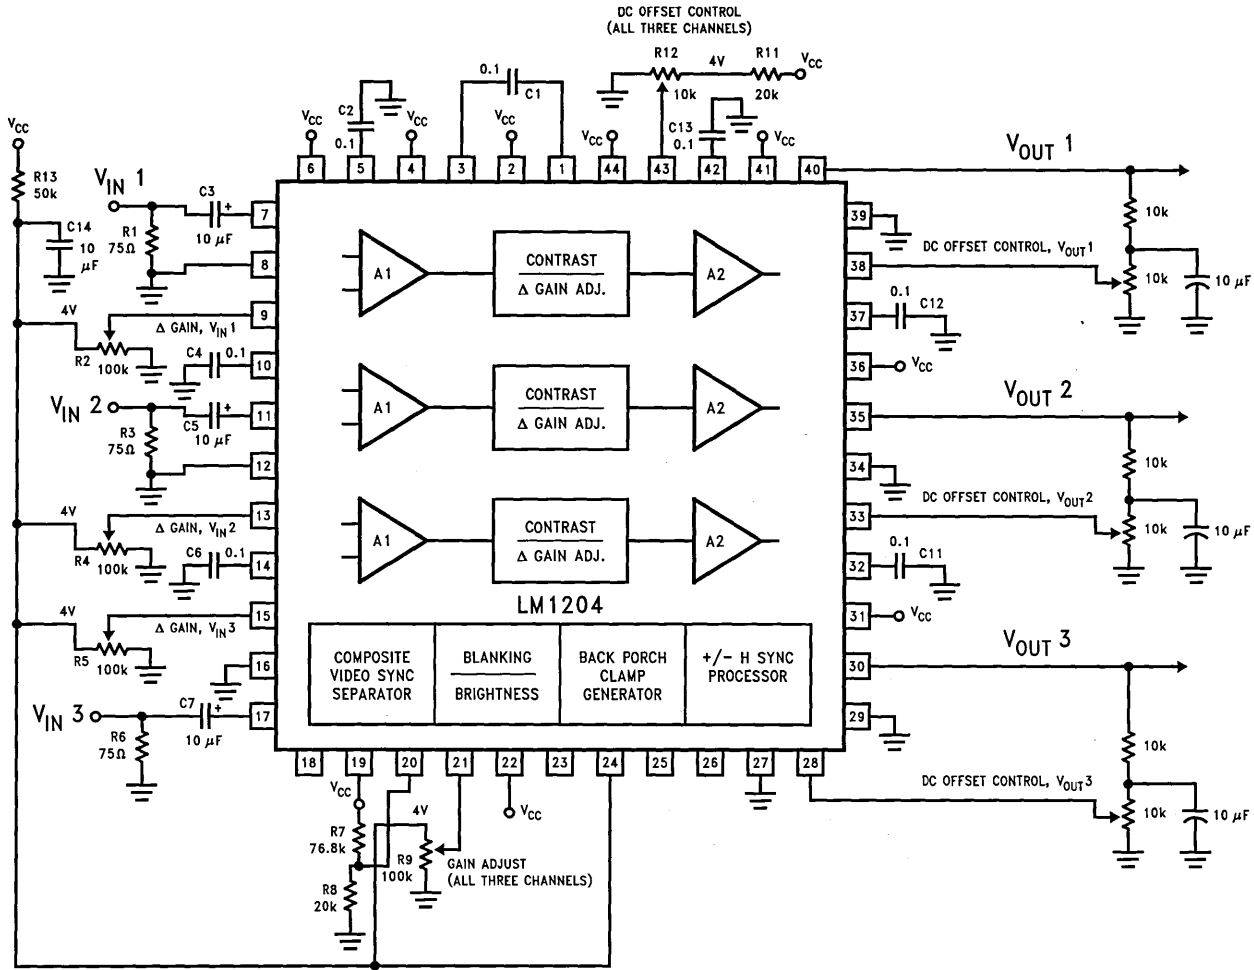 DC OFFSET CONTROL
(ALL THREE CHANNELS)
R12
4V
R11
VCC
10k
20k
0.1
C1
C2
0.1
C13
0.1
VCC
VCC
VCC
VCC
VCC
6
5
4
3
2
1
44
43
42
41
40
VCC
R13
50k
C14
10
µF
VIN 1
C3
+
10 µF
R1
75Ω
7
8
4V
Δ GAIN, VIN1
9
R2
100k
C4
0.1
10
VIN 2
C5
+
10 µF
R3
75Ω
11
12
4V
Δ GAIN, VIN2
13
R4
100k
C6
0.1
14
4V
Δ GAIN, VIN3
15
R5
100k
16
VIN 3
C7
+
10 µF
R6
75Ω
17
A1
CONTRAST
Δ GAIN ADJ.
A2
A1
CONTRAST
Δ GAIN ADJ.
A2
A1
CONTRAST
Δ GAIN ADJ.
A2
LM1204
COMPOSITE
VIDEO SYNC
SEPARATOR
BLANKING
BRIGHTNESS
BACK PORCH
CLAMP
GENERATOR
+/- H SYNC
PROCESSOR
VOUT 1
39
10k
DC OFFSET CONTROL, VOUT1
38
10k
10 µF
0.1
C12
37
36
VCC
VOUT 2
35
10k
34
DC OFFSET CONTROL, VOUT2
33
10k
10 µF
0.1
C11
32
31
VCC
VOUT 3
30
29
10k
DC OFFSET CONTROL, VOUT3
10k
10 µF
18
19
20
21
22
23
24
25
26
27
28
VCC
VCC
4V
R7
76.8k
R9
100k
GAIN ADJUST
(ALL THREE CHANNELS)
R8
20k